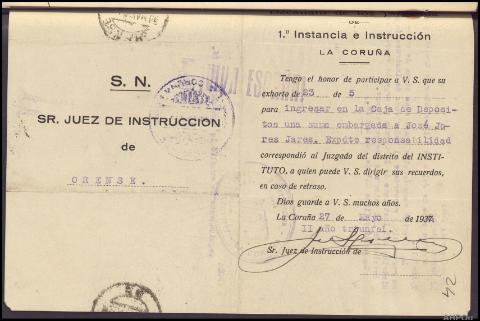 S. N.
SR. JUEZ DE INSTRUCCION
de
ORENSE.
DE
1.ª Instancia e Instrucción
LA CORUÑA
Tengo el honor de participar a V. S. que su
exhorto de 23 5
para ingresar en la Caja de Depósi-
tos una suma embargada a José Ja-
res Jares. Expéte responsabilidad
correspondió al Juzgado del distrito del INSTI-
TUTO, a quien puede V. S. dirigir sus recuerdos,
en caso de retraso.
Dios guarde a V. S. muchos años.
La Coruña 27 de Mayo de 1937
II año triunfal.
Sr. Juez de Instrucción de
42